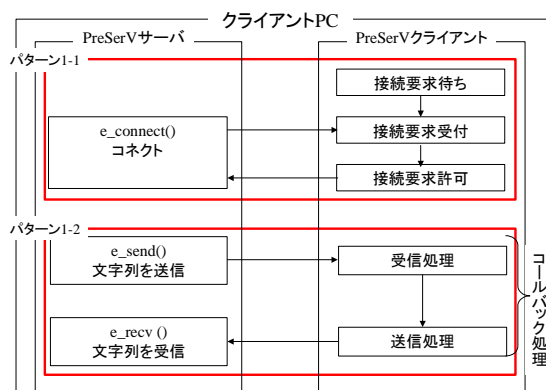 クライアントPC
PreSerVサーバ
PreSerVクライアント
パターン1-1
接続要求待ち
e_connect()
コネクト
接続要求受付
接続要求許可
パターン1-2
e_send()
文字列を送信
受信処理
e_recv ()
文字列を受信
送信処理
コールバック処理